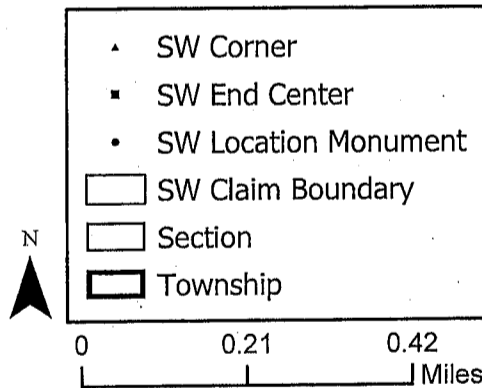 SW Corner
SW End Center
SW Location Monument
SW Claim Boundary
Section
Township
N
0 0.21 0.42
Miles